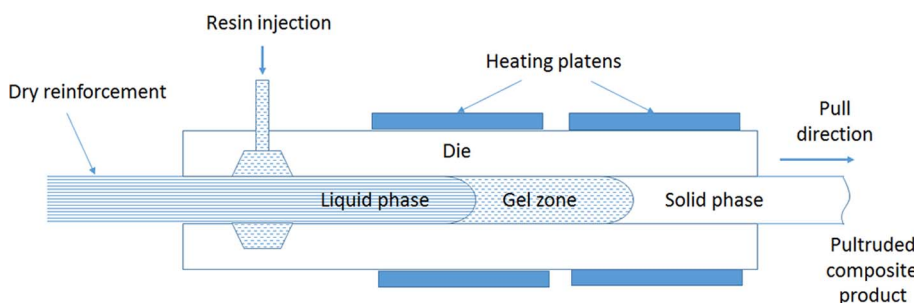 Resin injection
Heating platens
Dry reinforcement
Pull
direction
Die
Liquid phase
Gel zone
Solid phase
Pultruded
composite
product